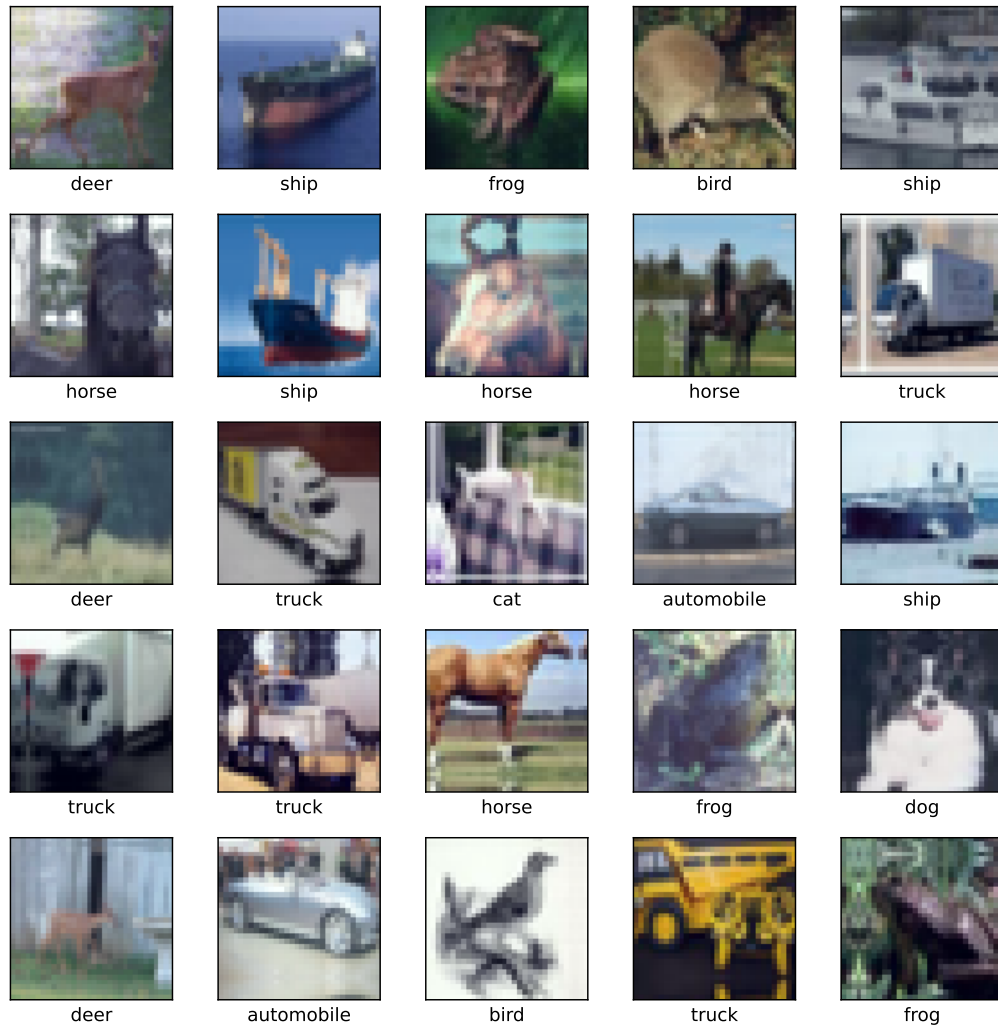 deer ship frog bird ship
horse ship horse horse truck
deer truck cat automobile ship
truck truck horse frog dog
deer automobile bird truck frog